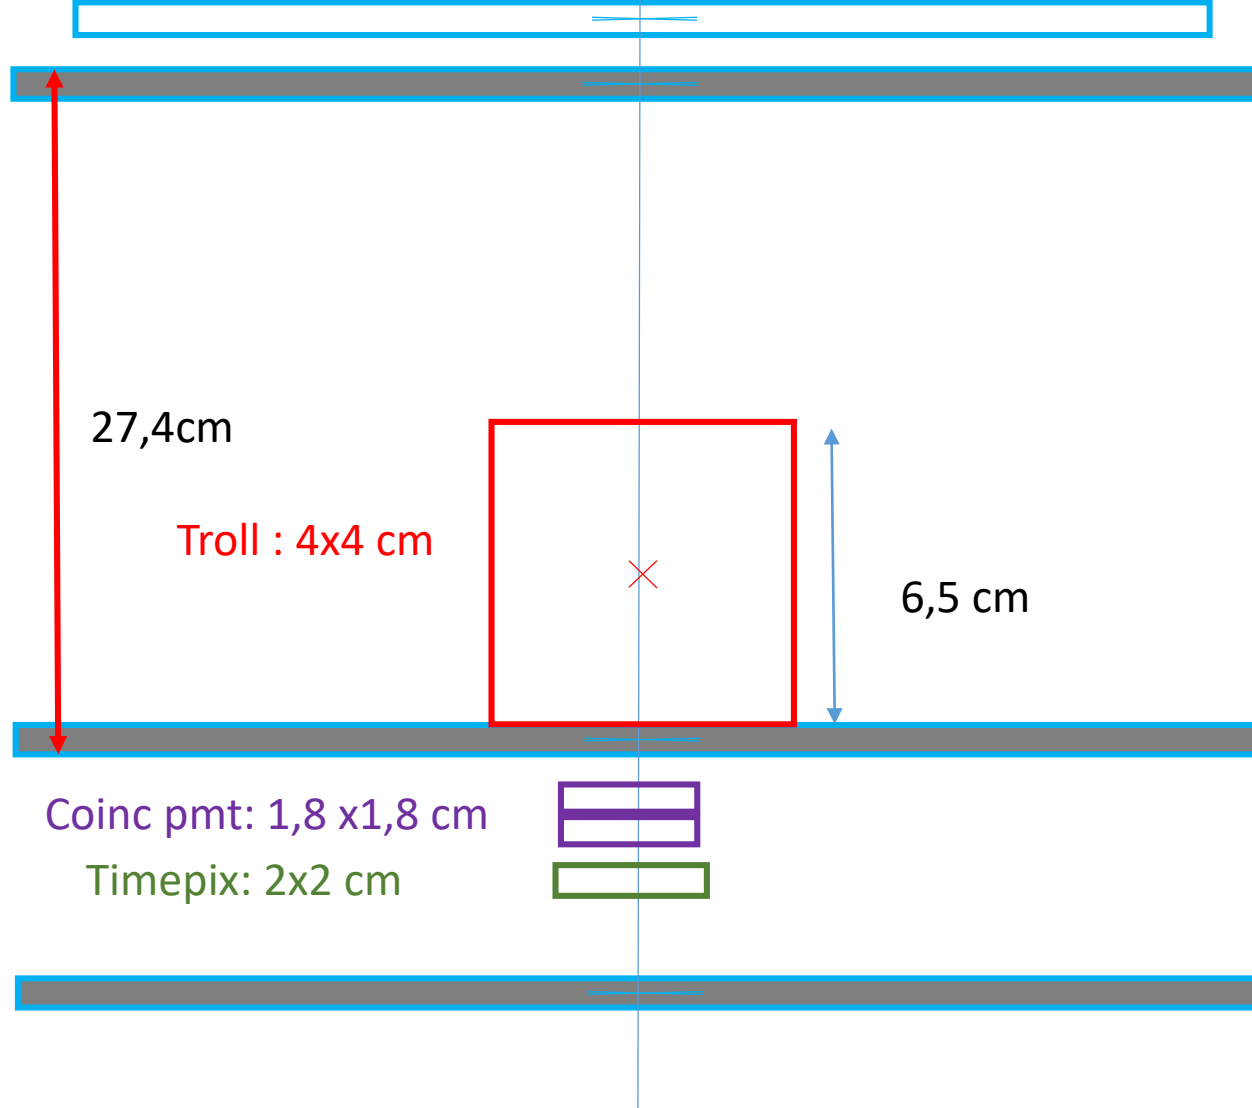 27,4cm
Troll : 4x4 cm
6,5 cm
Coinc pmt: 1,8 x1,8 cm
Timepix: 2x2 cm